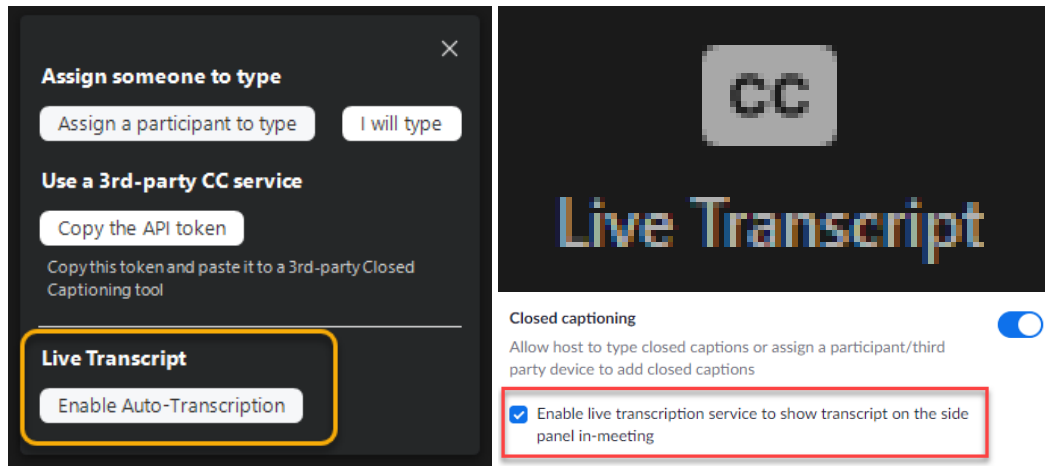 Assign someone to type
Assign a participant to type
I will type
Use a 3rd-party CC service
Copy the API token
Copy this token and paste it to a 3rd-party Closed
Captioning tool
Live Transcript
Enable Auto-Transcription
CC
Live Transcript
Closed captioning
Allow host to type closed captions or assign a participant/third
party device to add closed captions
Enable live transcription service to show transcript on the side
panel in-meeting